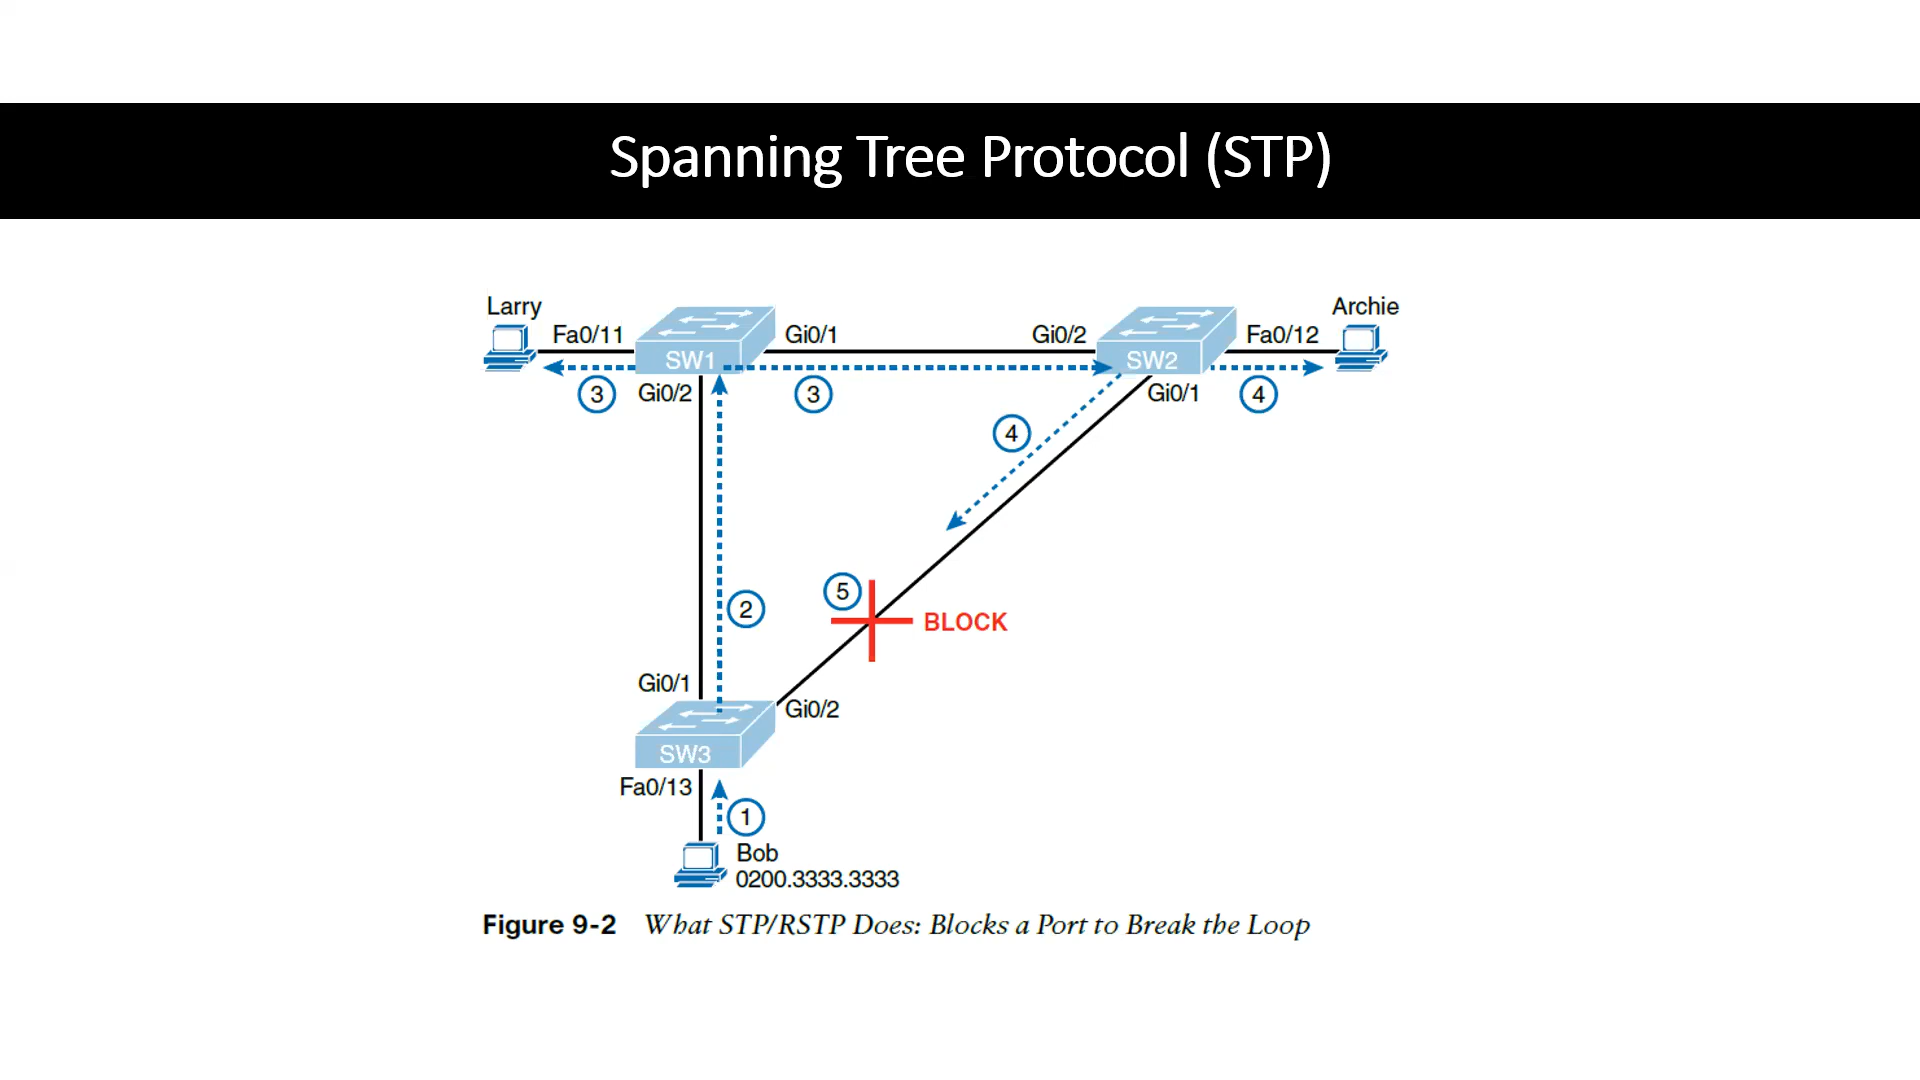 Spanning Tree Protocol (STP)
Larry
Archie
Fa0/11
Gi0/1
Gi0/2
Fa0/12
SW1
SW2
3
Gi0/2
3
Gi0/1
4
4
5
BLOCK
2
Gi0/1
Gi0/2
SW3
Fa0/13
1
Bob
0200.3333.3333
Figure 9-2 What STP/RSTP Does: Blocks a Port to Break the Loop